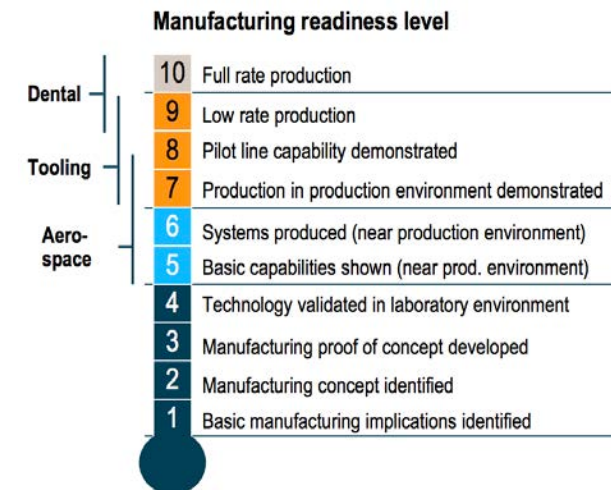 Manufacturing readiness level
Dental
Tooling
Aero-
space
10 Full rate production
9 Low rate production
8 Pilot line capability demonstrated
7 Production in production environment demonstrated
6 Systems produced (near production environment)
5 Basic capabilities shown (near prod. environment)
4 Technology validated in laboratory environment
3 Manufacturing proof of concept developed
2 Manufacturing concept identified
1 Basic manufacturing implications identified